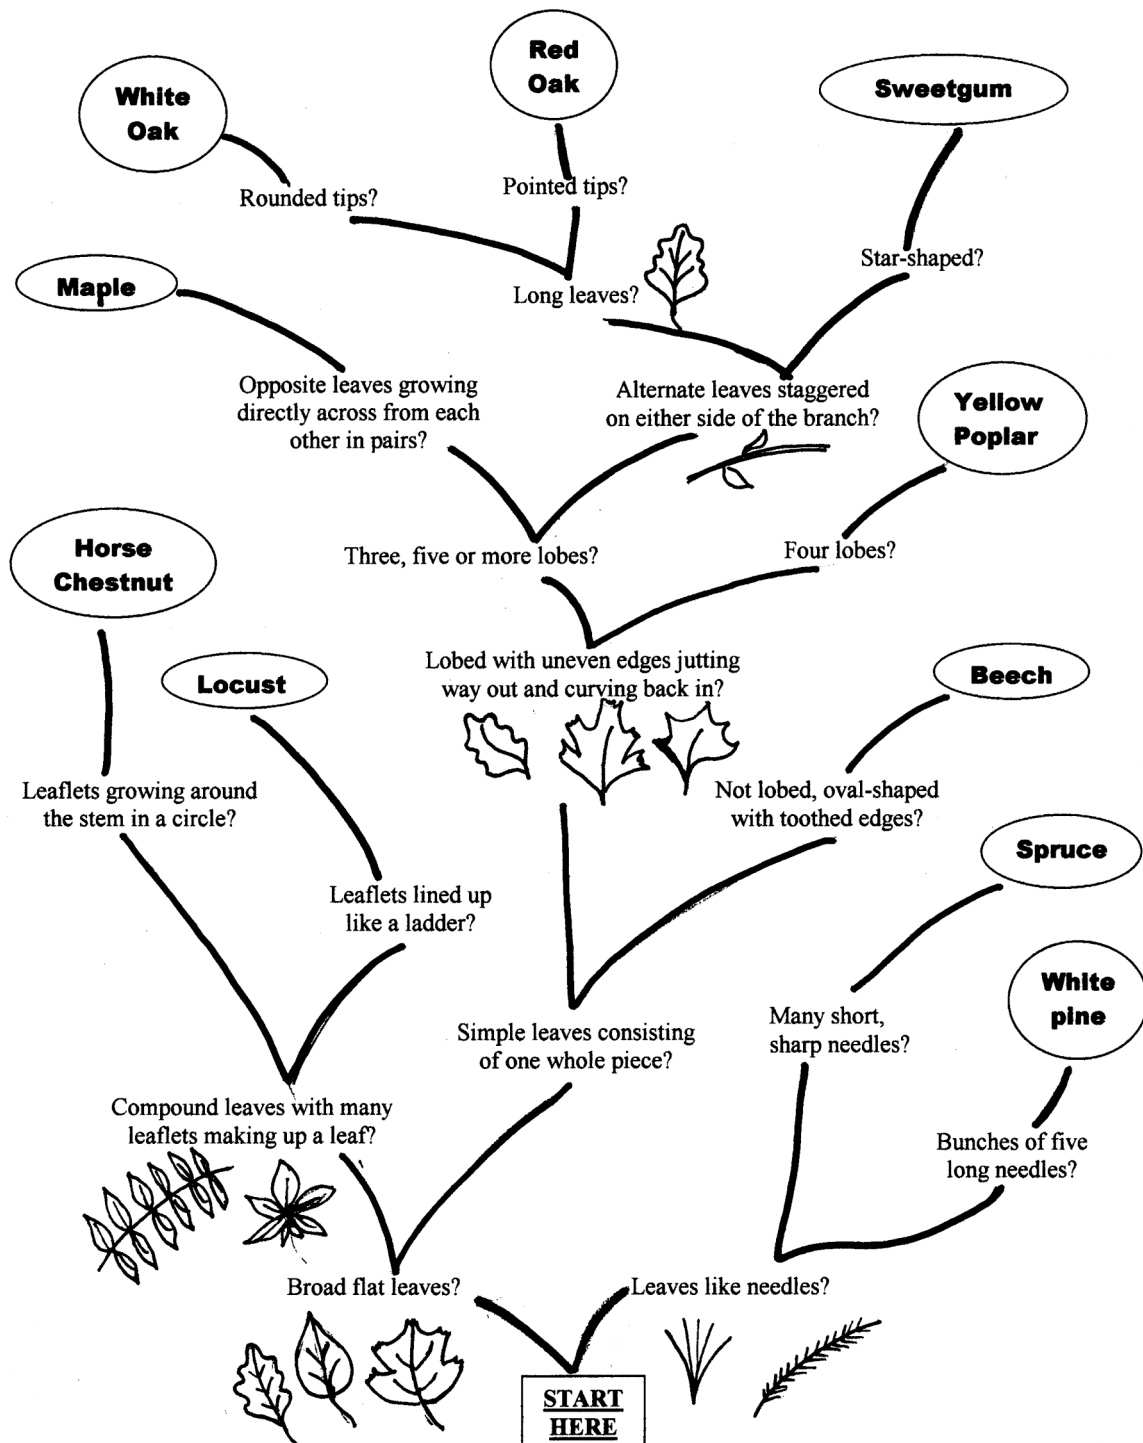 Red
Oak
White
Oak
Sweetgum
Pointed tips?
Rounded tips?
Star-shaped?
Maple
Long leaves?
Opposite leaves growing
directly across from each
other in pairs?
Alternate leaves staggered
on either side of the branch?
Yellow
Poplar
Horse
Chestnut
Three, five or more lobes?
Four lobes?
Lobed with uneven edges jutting
way out and curving back in?
Locust
Beech
Leaflets growing around
the stem in a circle?
Not lobed, oval-shaped
with toothed edges?
Spruce
Leaflets lined up
like a ladder?
White
pine
Simple leaves consisting
of one whole piece?
Many short,
sharp needles?
Compound leaves with many
leaflets making up a leaf?
Bunches of five
long needles?
Broad flat leaves?
Leaves like needles?
START
HERE